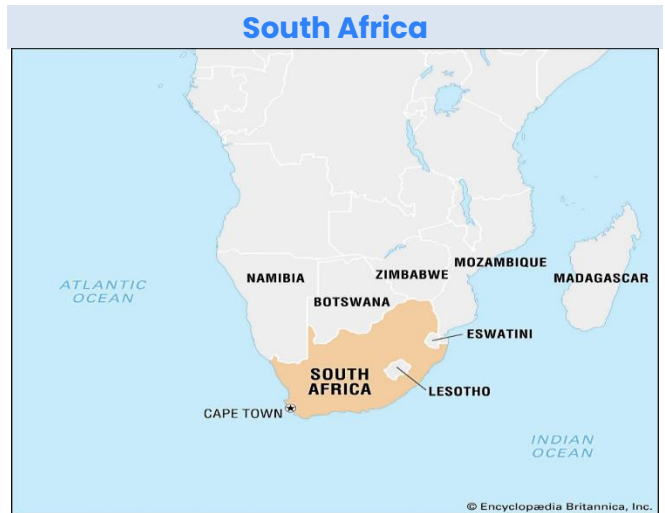 South Africa
NAMIBIA
ZIMBABWE
MOZAMBIQUE
MADAGASCAR
ATLANTIC
OCEAN
BOTSWANA
ESWATINI
SOUTH
AFRICA
LESOTHO
CAPE TOWN
INDIAN
OCEAN
© Encyclopædia Britannica, Inc.